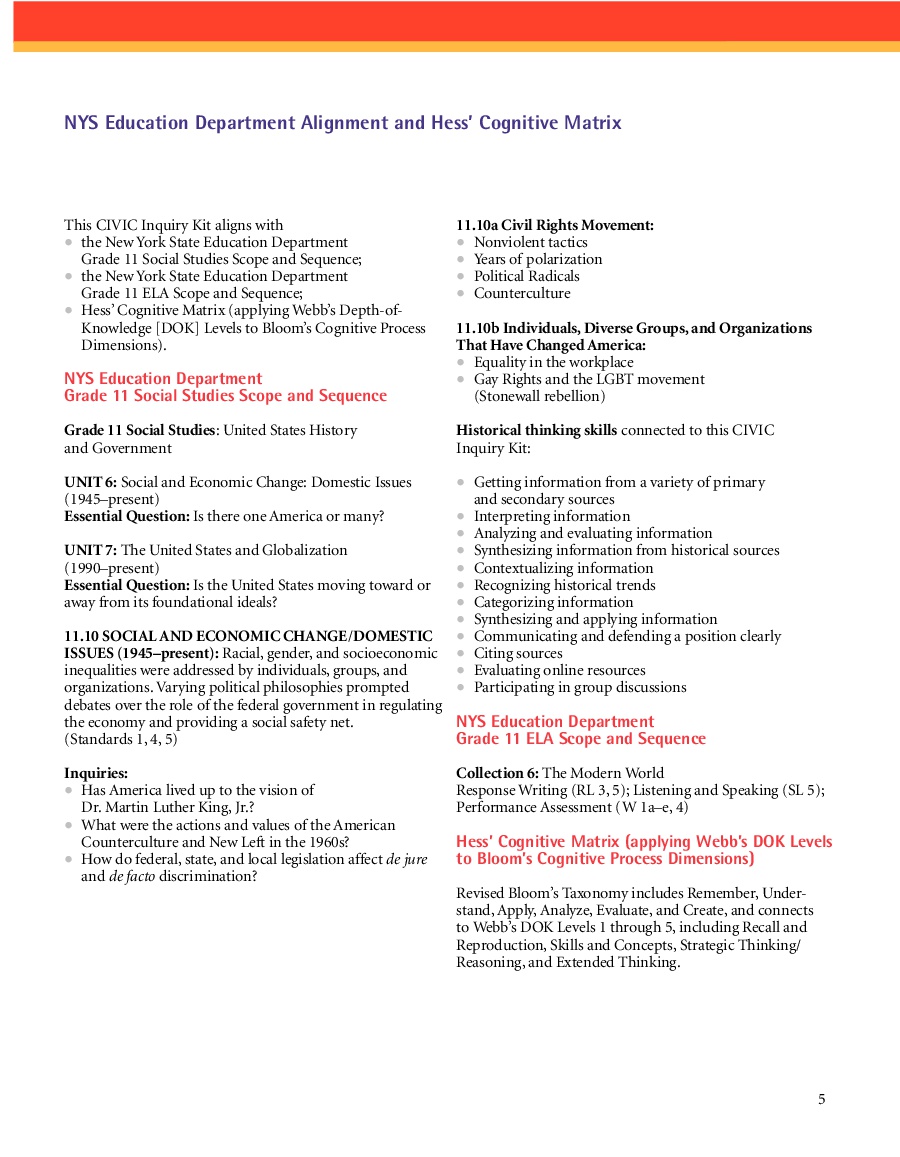 NYS Education Department Alignment and Hess' Cognitive Matrix
This CIVIC Inquiry Kit aligns with
• the New York State Education Department
Grade 11 Social Studies Scope and Sequence;
• the New York State Education Department
Grade 11 ELA Scope and Sequence;
• Hess' Cognitive Matrix (applying Webb's Depth-of-
Knowledge [DOK] Levels to Bloom's Cognitive Process
Dimensions).
NYS Education Department
Grade 11 Social Studies Scope and Sequence
Grade 11 Social Studies: United States History
and Government
UNIT 6: Social and Economic Change: Domestic Issues
(1945–present)
Essential Question: Is there one America or many?
UNIT 7: The United States and Globalization
(1990–present)
Essential Question: Is the United States moving toward or
away from its foundational ideals?
11.10 SOCIAL AND ECONOMIC CHANGE/DOMESTIC
ISSUES (1945–present): Racial, gender, and socioeconomic
inequalities were addressed by individuals, groups, and
organizations. Varying political philosophies prompted
debates over the role of the federal government in regulating
the economy and providing a social safety net.
(Standards 1, 4, 5)
Inquiries:
• Has America lived up to the vision of
Dr. Martin Luther King, Jr.?
• What were the actions and values of the American
Counterculture and New Left in the 1960s?
• How do federal, state, and local legislation affect de jure
and de facto discrimination?
11.10a Civil Rights Movement:
• Nonviolent tactics
• Years of polarization
• Political Radicals
• Counterculture
11.10b Individuals, Diverse Groups, and Organizations
That Have Changed America:
• Equality in the workplace
• Gay Rights and the LGBT movement
(Stonewall rebellion)
Historical thinking skills connected to this CIVIC
Inquiry Kit:
• Getting information from a variety of primary
and secondary sources
• Interpreting information
• Analyzing and evaluating information
• Synthesizing information from historical sources
• Contextualizing information
• Recognizing historical trends
• Categorizing information
• Synthesizing and applying information
• Communicating and defending a position clearly
• Citing sources
• Evaluating online resources
• Participating in group discussions
NYS Education Department
Grade 11 ELA Scope and Sequence
Collection 6: The Modern World
Response Writing (RL 3, 5); Listening and Speaking (SL 5);
Performance Assessment (W 1a–e, 4)
Hess' Cognitive Matrix (applying Webb's DOK Levels
to Bloom's Cognitive Process Dimensions)
Revised Bloom's Taxonomy includes Remember, Under-
stand, Apply, Analyze, Evaluate, and Create, and connects
to Webb's DOK Levels 1 through 5, including Recall and
Reproduction, Skills and Concepts, Strategic Thinking/
Reasoning, and Extended Thinking.
5